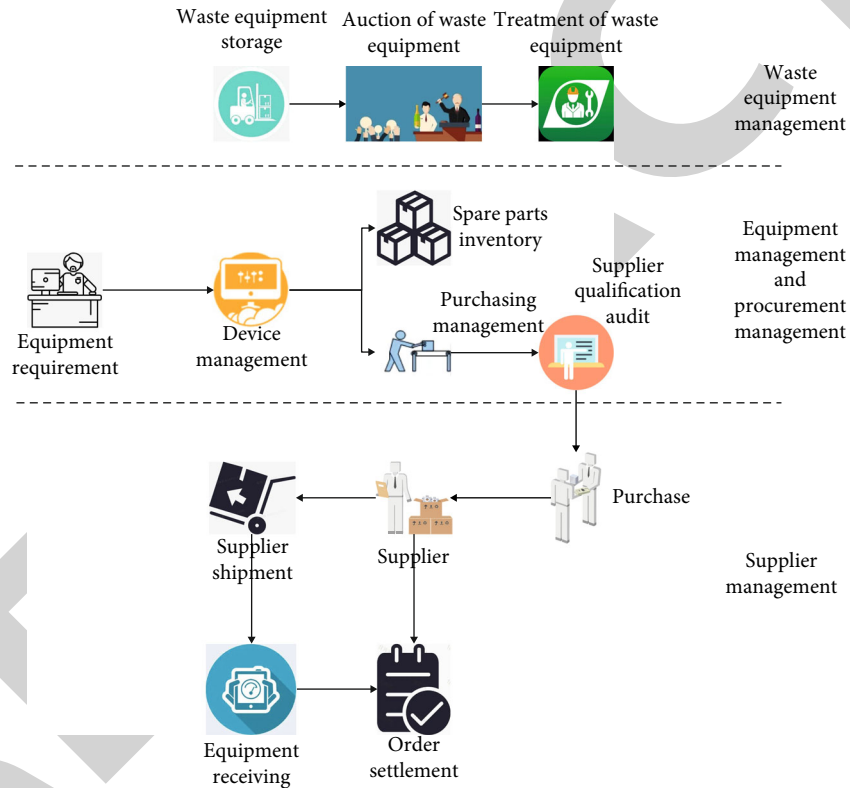 Waste equipment
storage
Auction of waste
equipment
Treatment of waste
equipment
Waste
equipment
management
Spare parts
inventory
Equipment
management
and
procurement
management
Supplier
qualification
audit
Purchasing
management
Device
management
Equipment
requirement
Purchase
Supplier
shipment
Supplier
Supplier
management
Equipment
receiving
Order
settlement